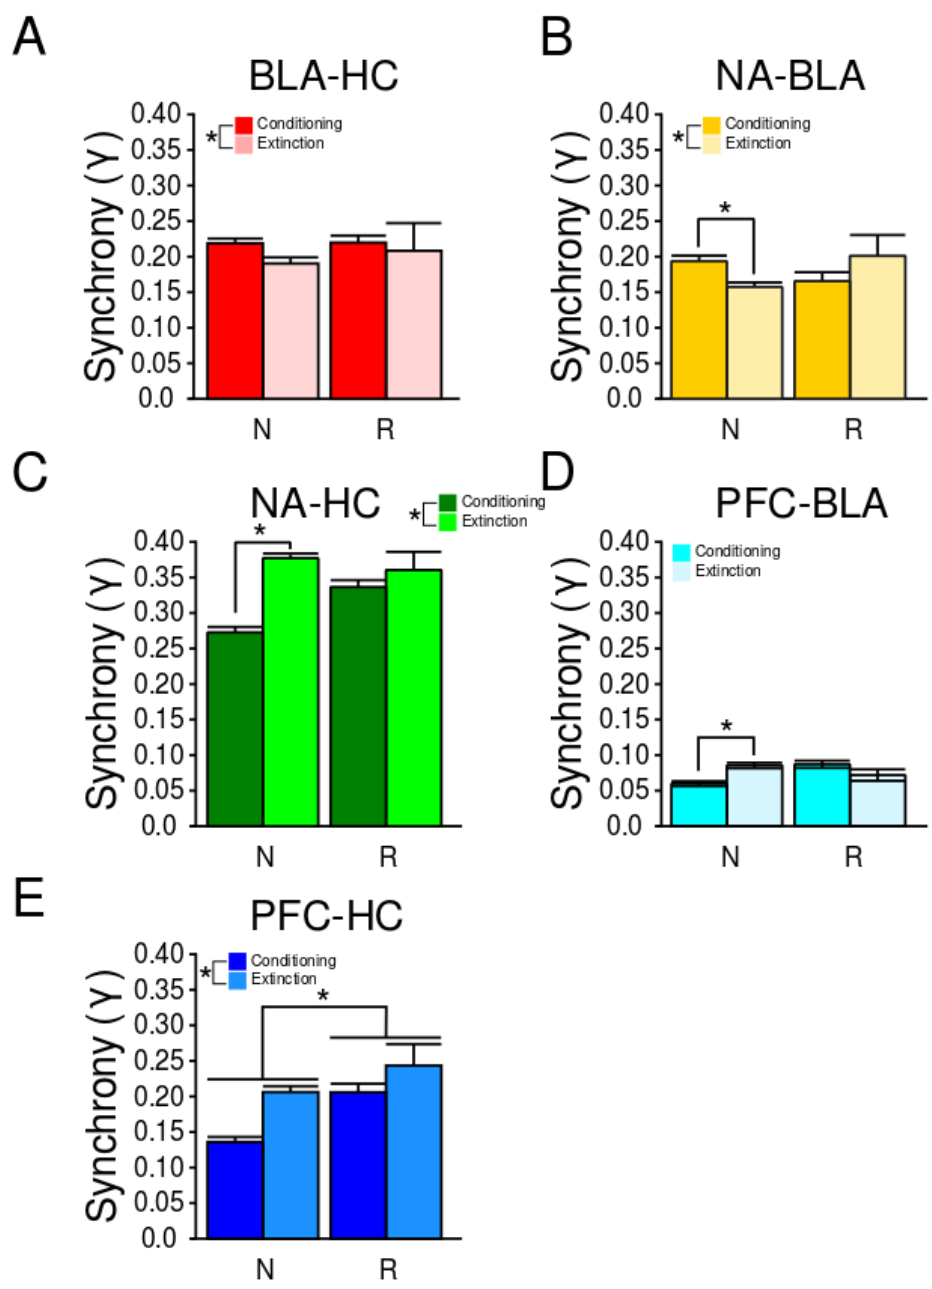 A
BLA-HC
Synchrony (γ)
0.40
0.35
0.30
0.25
0.20
0.15
0.10
0.05
0.0
* Conditioning
Extinction
N R
B
NA-BLA
Synchrony (γ)
0.40
0.35
0.30
0.25
0.20
0.15
0.10
0.05
0.0
* Conditioning
Extinction
*
N R
C
NA-HC
* Conditioning
Extinction
Synchrony (γ)
0.40
0.35
0.30
0.25
0.20
0.15
0.10
0.05
0.0
*
N R
D
PFC-BLA
Synchrony (γ)
0.40
0.35
0.30
0.25
0.20
0.15
0.10
0.05
0.0
Conditioning
Extinction
*
N R
E
PFC-HC
Synchrony (γ)
0.40
0.35
0.30
0.25
0.20
0.15
0.10
0.05
0.0
* Conditioning
Extinction
*
N R